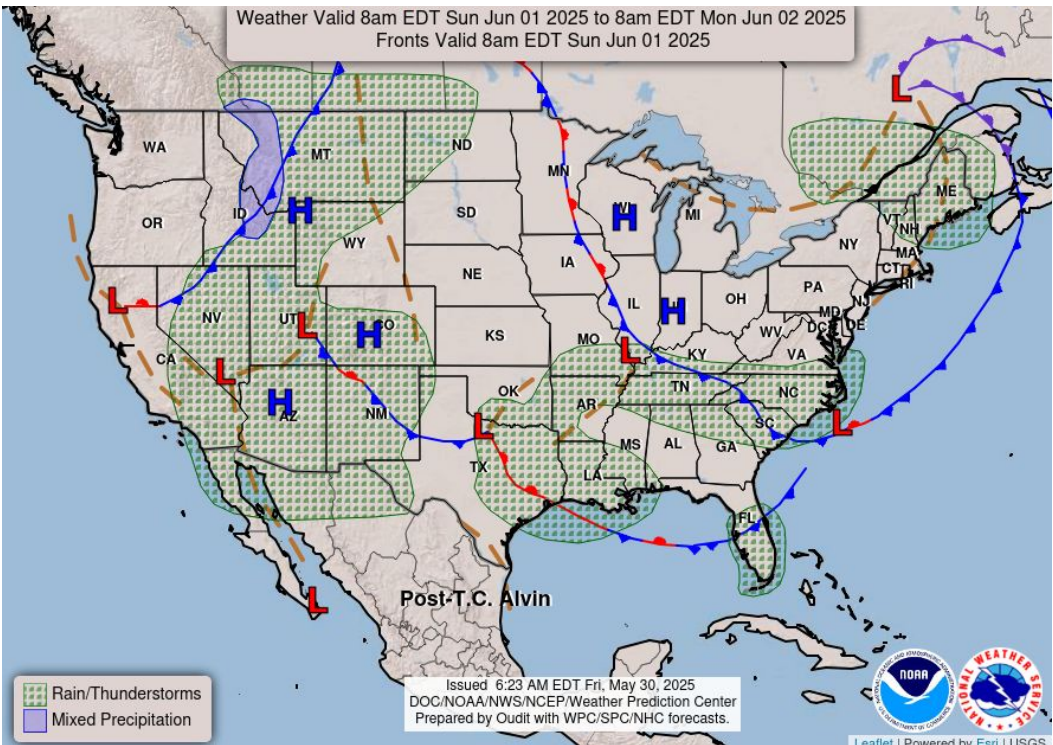 Weather Valid 8am EDT Sun Jun 01 2025 to 8am EDT Mon Jun 02 2025
Fronts Valid 8am EDT Sun Jun 01 2025
L
WA
MT
ND
MN
ME
OR
ID
H
SD
WI
H
MI
VT
NH
NY
MA
CT
RI
WY
L
NE
IA
PA
NJ
OH
MD
DE
DC
NV
UT
L
CO
H
IL
H
WV
KS
MO
L
KY
VA
CA
L
TN
NC
OK
AR
AZ
H
NM
L
SC
L
MS
AL
GA
TX
LA
FL
L
Post-T.C. Alvin
Rain/Thunderstorms
Mixed Precipitation
Issued 6:23 AM EDT Fri, May 30, 2025
DOC/NOAA/NWS/NCEP/Weather Prediction Center
Prepared by Oudit with WPC/SPC/NHC forecasts.
NOAA
NATIONAL WEATHER SERVICE
Leaflet | Powered by Esri | USGS